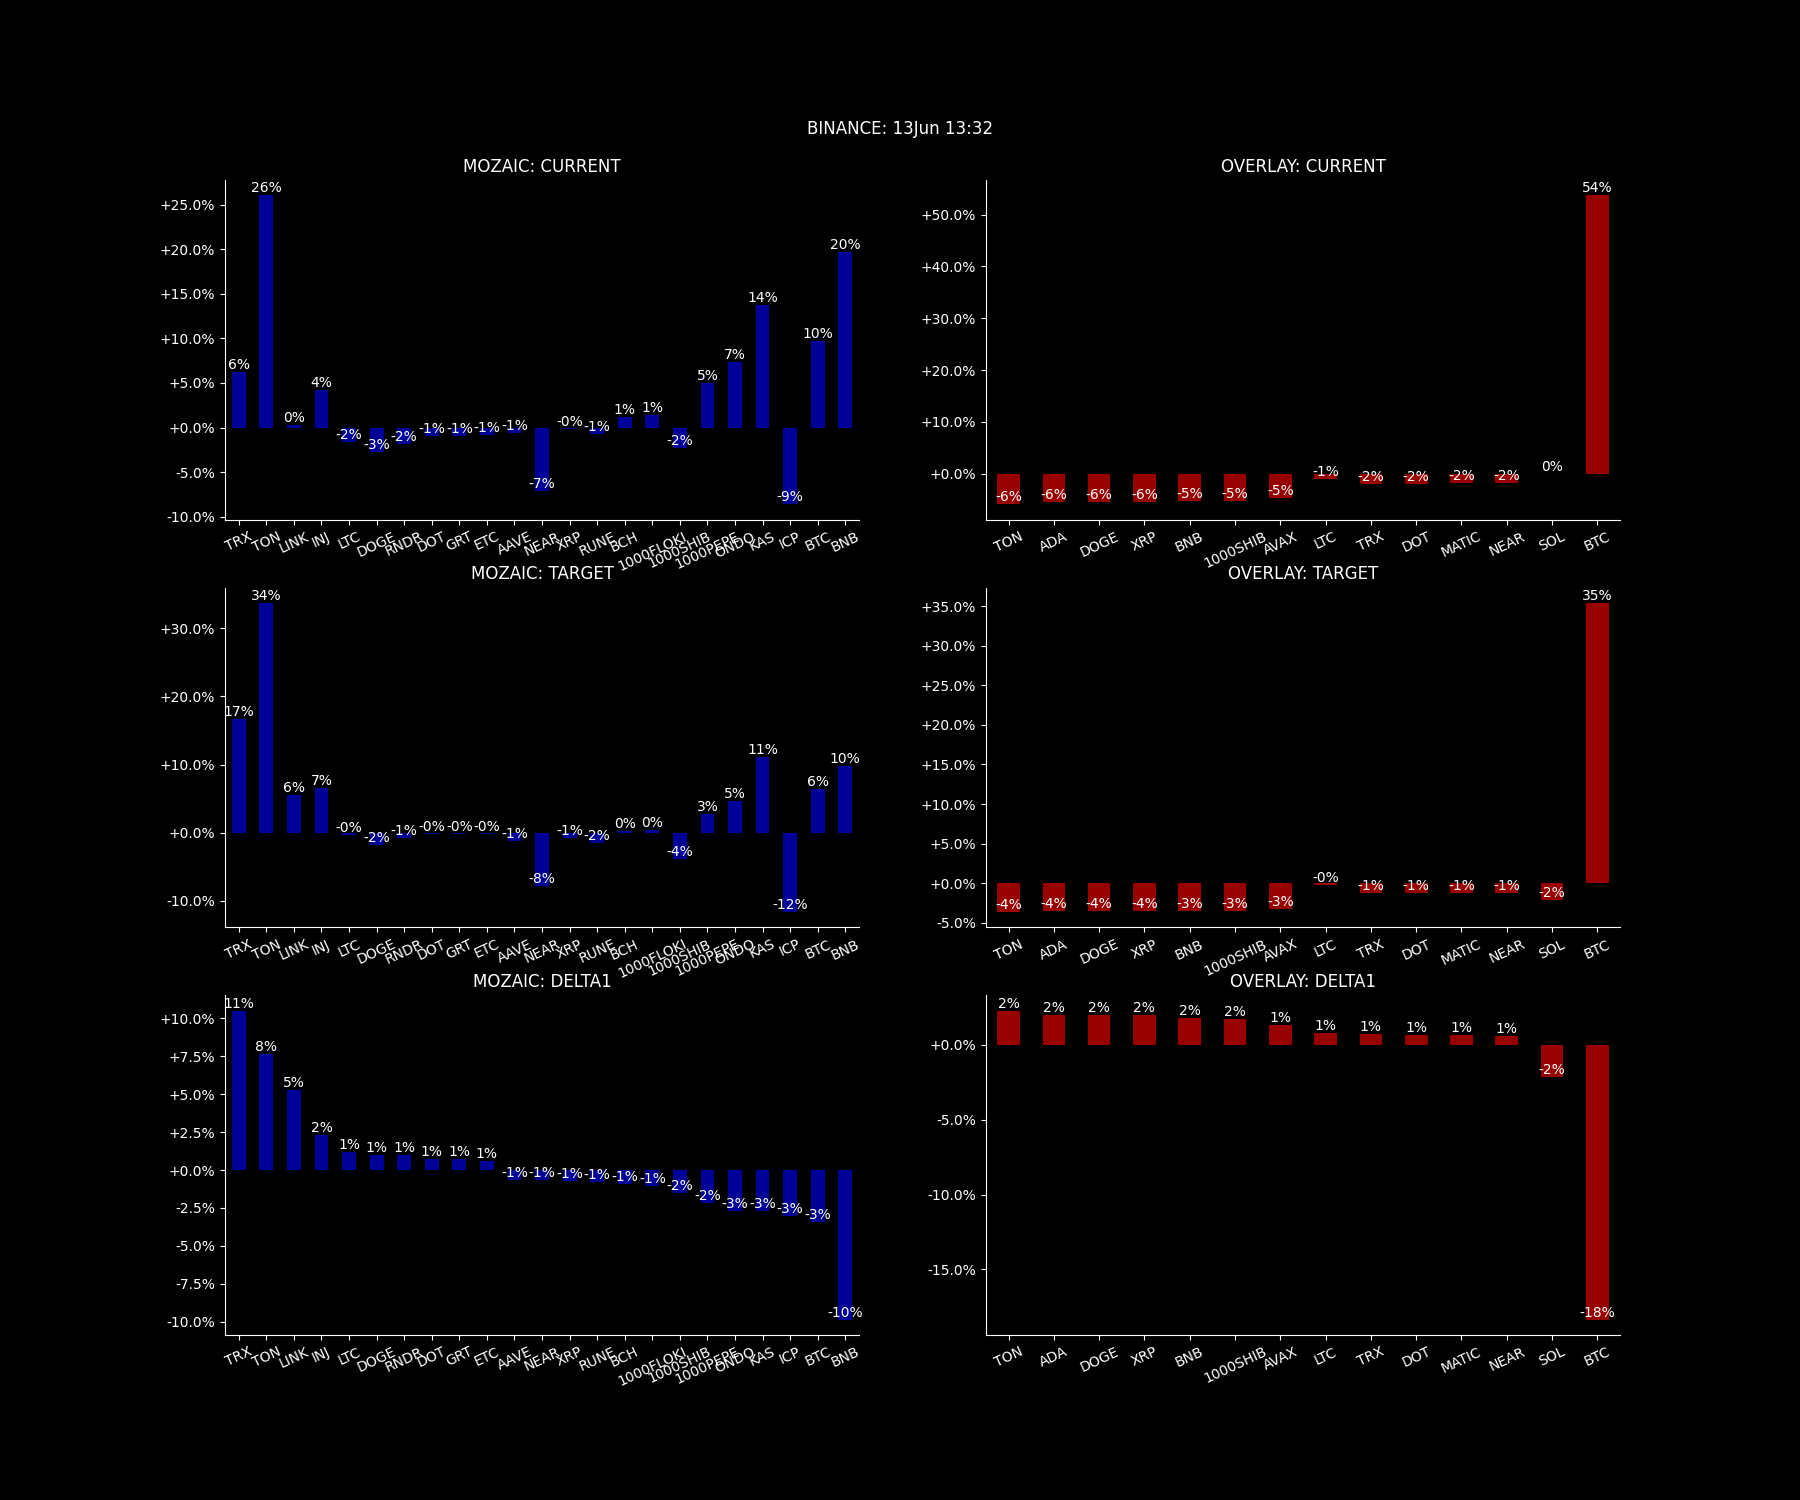 BINANCE: 13Jun 13:32
MOZAIC: CURRENT
+25.0%
+20.0%
+15.0%
+10.0%
+5.0%
+0.0%
-5.0%
-10.0%
6% 26% 0% 4% -2% -3% -2% -1% -1% -1% -1% -7% -0% -1% 1% 1% -2% 5% 7% 14% -9% 10% 20%
TRX TON LINK INJ LTC DOGE RNDR DOT GRT ETC AAVE NEAR XRP RUNE BCH 1000FLOKI 1000SHIB 1000PEPE ONDO KAS ICP BTC BNB
OVERLAY: CURRENT
+50.0%
+40.0%
+30.0%
+20.0%
+10.0%
+0.0%
-6% -6% -6% -6% -5% -5% -5% -1% -2% -2% -2% -2% 0% 54%
TON ADA DOGE XRP BNB 1000SHIB AVAX LTC TRX DOT MATIC NEAR SOL BTC
MOZAIC: TARGET
+30.0%
+20.0%
+10.0%
+0.0%
-10.0%
17% 34% 6% 7% -0% -2% -1% -0% -0% -0% -1% -8% -1% -2% 0% 0% -4% 3% 5% 11% -12% 6% 10%
TRX TON LINK INJ LTC DOGE RNDR DOT GRT ETC AAVE NEAR XRP RUNE BCH 1000FLOKI 1000SHIB 1000PEPE ONDO KAS ICP BTC BNB
OVERLAY: TARGET
+35.0%
+30.0%
+25.0%
+20.0%
+15.0%
+10.0%
+5.0%
+0.0%
-5.0%
-4% -4% -4% -4% -3% -3% -3% -0% -1% -1% -1% -1% -2% 35%
TON ADA DOGE XRP BNB 1000SHIB AVAX LTC TRX DOT MATIC NEAR SOL BTC
MOZAIC: DELTA1
+10.0%
+7.5%
+5.0%
+2.5%
+0.0%
-2.5%
-5.0%
-7.5%
-10.0%
11% 8% 5% 2% 1% 1% 1% 1% 1% 1% -1% -1% -1% -1% -1% -1% -2% -2% -3% -3% -3% -3% -10%
TRX TON LINK INJ LTC DOGE RNDR DOT GRT ETC AAVE NEAR XRP RUNE BCH 1000FLOKI 1000SHIB 1000PEPE ONDO KAS ICP BTC BNB
OVERLAY: DELTA1
+0.0%
-5.0%
-10.0%
-15.0%
2% 2% 2% 2% 2% 2% 1% 1% 1% 1% 1% 1% -2% -18%
TON ADA DOGE XRP BNB 1000SHIB AVAX LTC TRX DOT MATIC NEAR SOL BTC